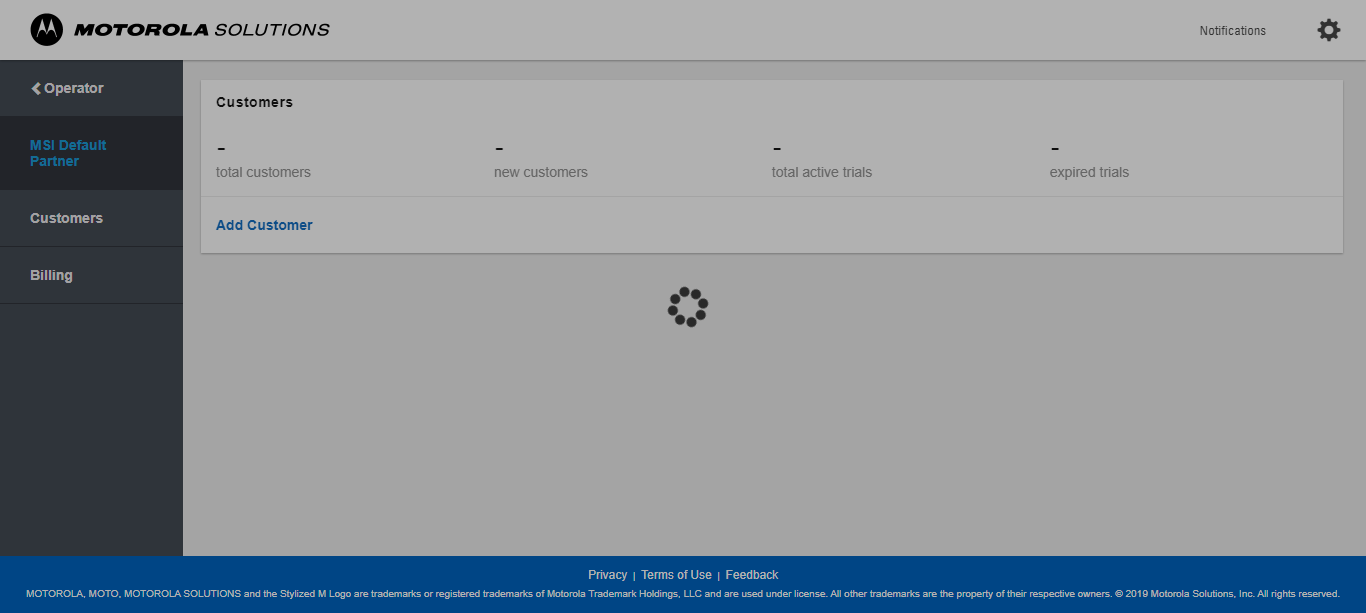 MOTOROLA SOLUTIONS
Notifications
Operator
MSI Default
Partner
Customers
Billing
Customers
- - - -
total customers new customers total active trials expired trials
Add Customer
Privacy | Terms of Use | Feedback
MOTOROLA, MOTO, MOTOROLA SOLUTIONS and the Stylized M Logo are trademarks or registered trademarks of Motorola Trademark Holdings, LLC and are used under license. All other trademarks are the property of their respective owners. © 2019 Motorola Solutions, Inc. All rights reserved.